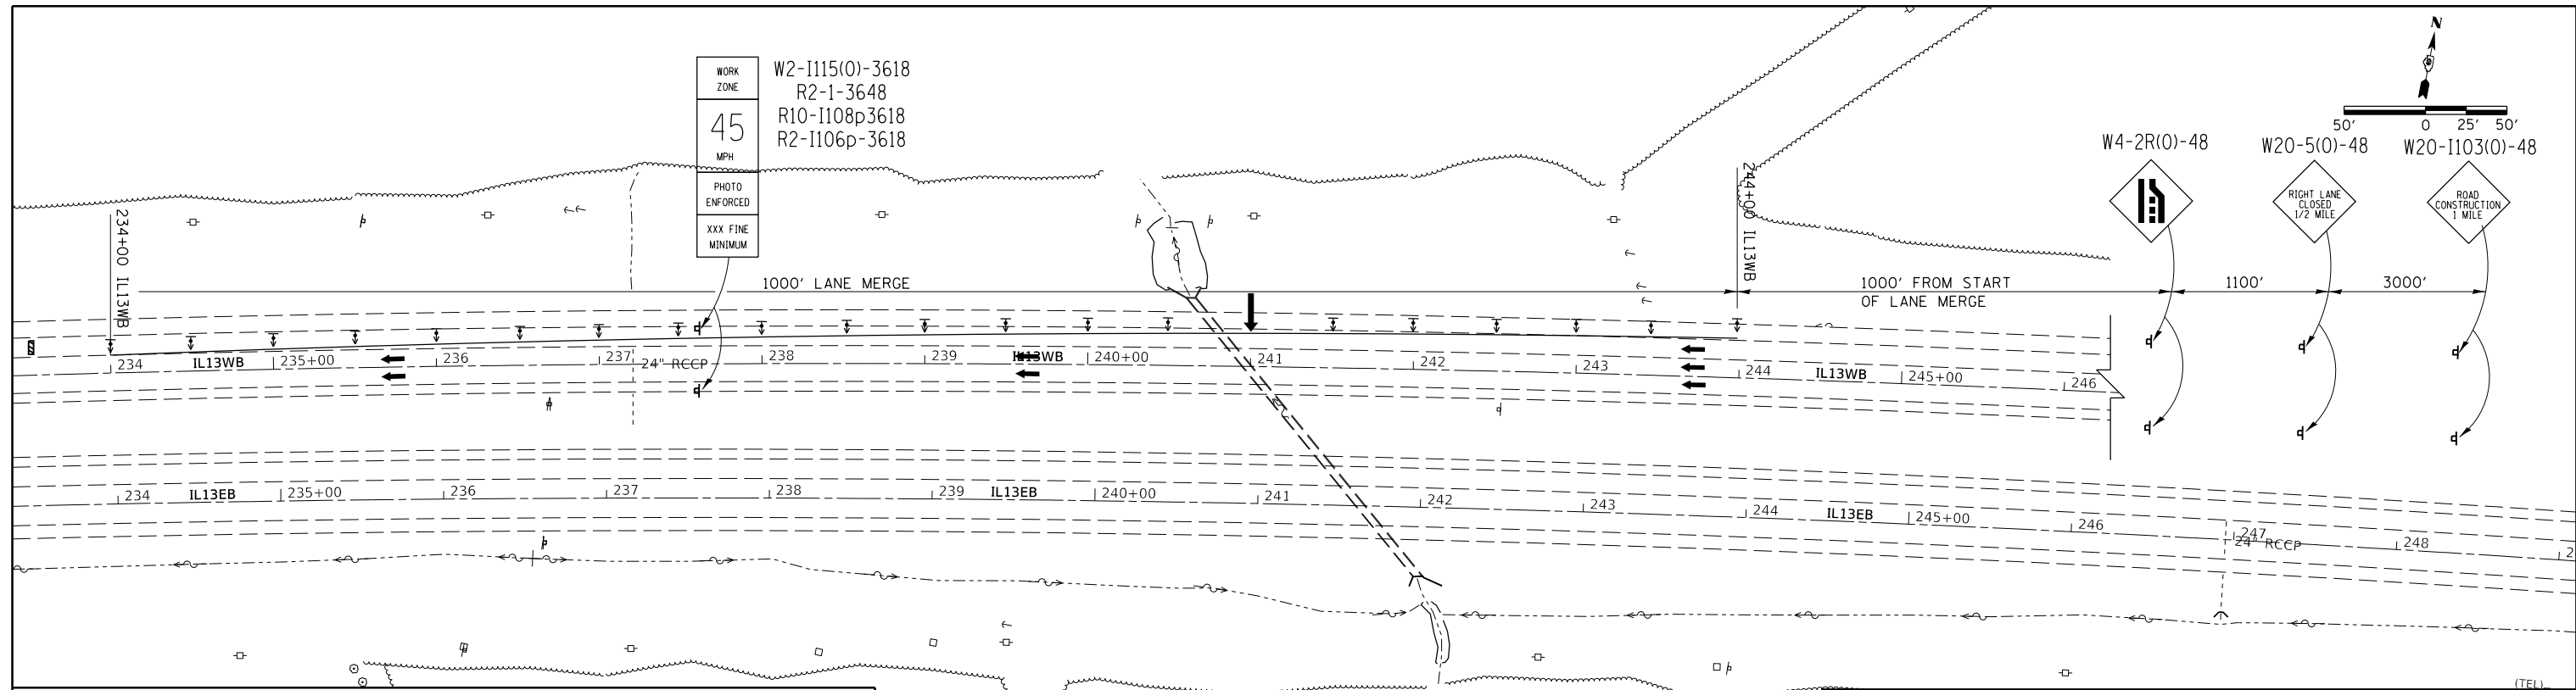 N
50' 0 25' 50'
WORK
ZONE
45
MPH
PHOTO
ENFORCED
XXX FINE
MINIMUM
W2-I115(O)-3618
R2-1-3648
R10-I108p3618
R2-I106p-3618
W4-2R(O)-48
W20-5(O)-48
W20-I103(O)-48
RIGHT LANE
CLOSED
1/2 MILE
ROAD
CONSTRUCTION
1 MILE
234+00 IL13WB
244+00 IL13WB
1000' LANE MERGE
1000' FROM START
OF LANE MERGE
1100'
3000'
234 IL13WB 235+00 236 237 238 239 IL13WB 240+00 241 242 243 244 IL13WB 245+00 246
24" RCCP
234 IL13EB 235+00 236 237 238 239 IL13EB 240+00 241 242 243 244 IL13EB 245+00 246 247 248 2
24" RCCP
(TEL)